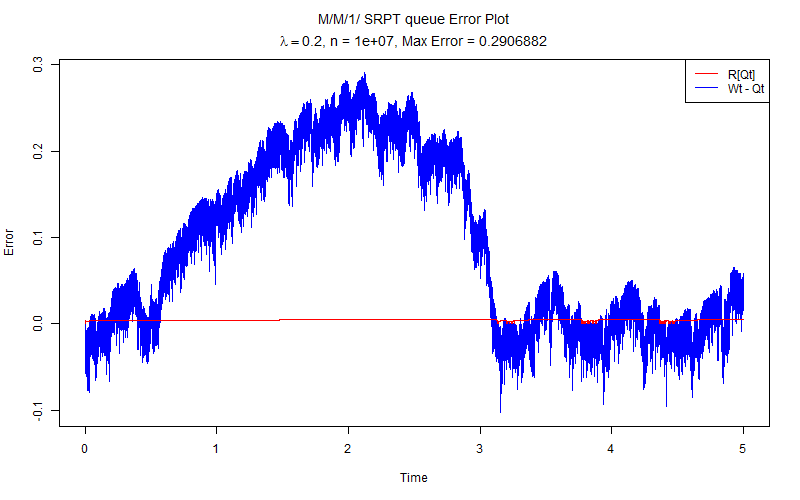 M/M/1/ SRPT queue Error Plot
λ = 0.2, n = 1e+07, Max Error = 0.2906882
R[Qt]
Wt - Qt
0.3
0.2
0.1
0.0
-0.1
Error
0 1 2 3 4 5
Time